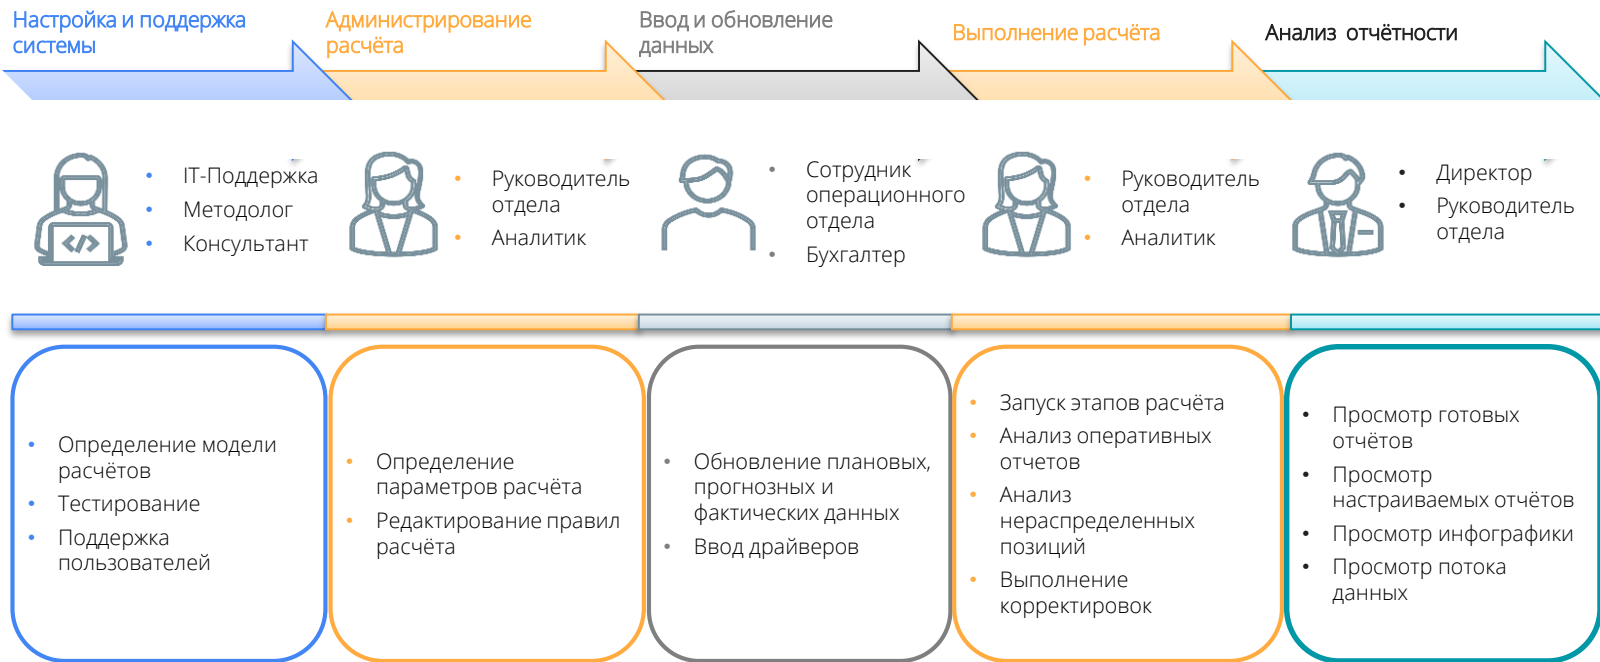 Настройка и поддержка
системы
Администрирование
расчёта
Ввод и обновление
данных
Выполнение расчёта
Анализ отчётности
• IT-Поддержка
• Методолог
• Консультант
• Руководитель
отдела
• Аналитик
• Сотрудник
операционного
отдела
• Бухгалтер
• Руководитель
отдела
• Аналитик
• Директор
• Руководитель
отдела
• Определение модели
расчётов
• Тестирование
• Поддержка
пользователей
• Определение
параметров расчёта
• Редактирование правил
расчёта
• Обновление плановых,
прогнозных и
фактических данных
• Ввод драйверов
• Запуск этапов расчёта
• Анализ оперативных
отчетов
• Анализ
нераспределенных
позиций
• Выполнение
корректировок
• Просмотр готовых
отчётов
• Просмотр
настраиваемых отчётов
• Просмотр инфографики
• Просмотр потока
данных